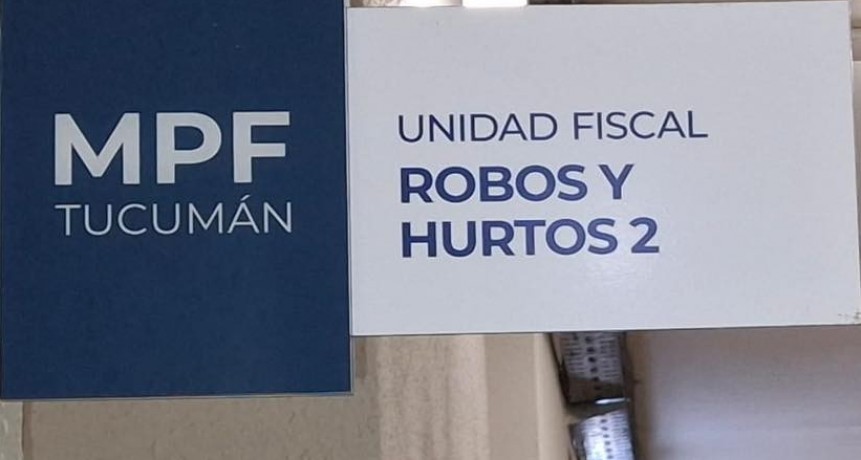 MPF
TUCUMÁN
UNIDAD FISCAL
ROBOS Y
HURTOS 2